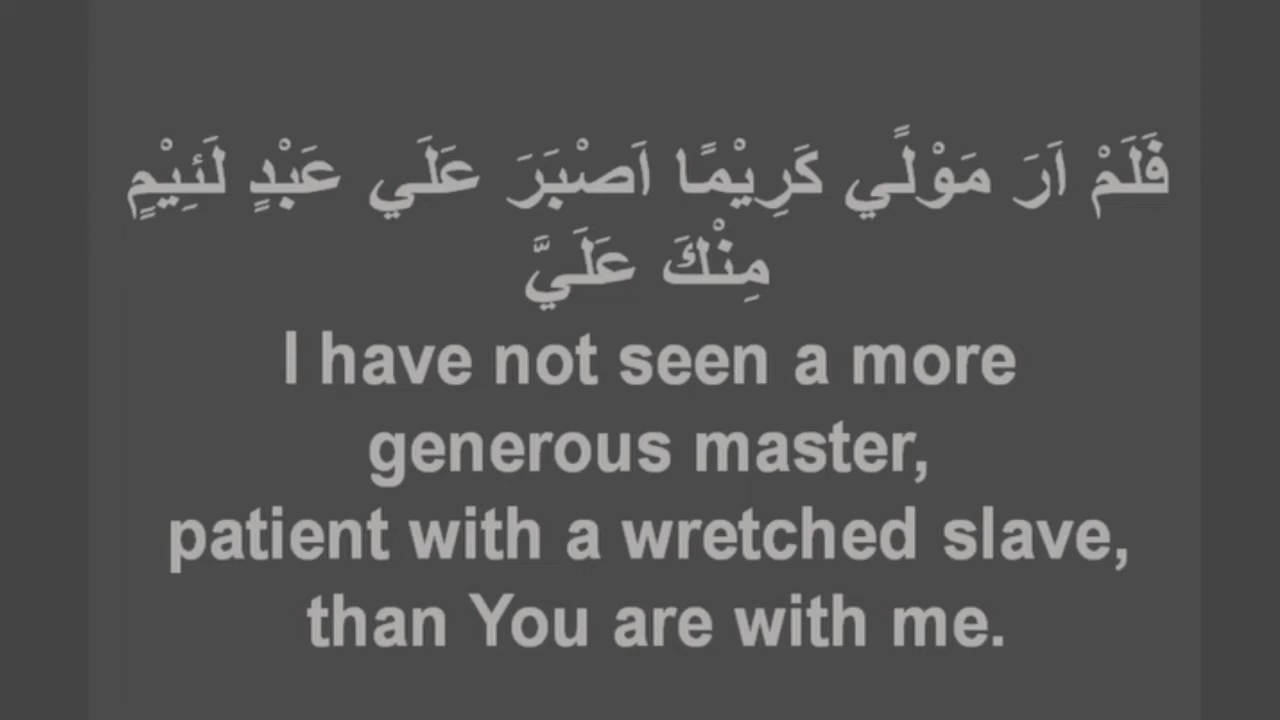 فَلَمْ اَرَ مَوْلًي كَرِيْمًا اَصْبَرَ عَلَي عَبْدٍ لَئِيْمٍ
مِنْكَ عَلَيَّ
I have not seen a more
generous master,
patient with a wretched slave,
than You are with me.